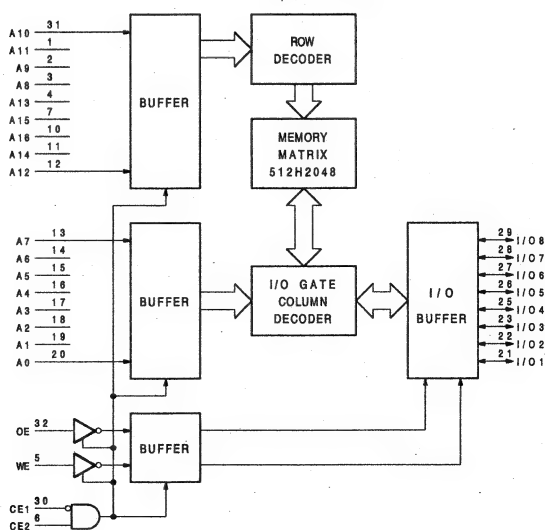 A10 31
A11 1
A9 2
A8 3
A13 4
A15 7
A16 10
A14 11
A12 12
BUFFER
ROW
DECODER
MEMORY
MATRIX
512H2048
A7 13
A6 14
A5 15
A4 16
A3 17
A2 18
A1 19
A0 20
BUFFER
I/O GATE
COLUMN
DECODER
I/O
BUFFER
29 I/O8
28 I/O7
27 I/O6
26 I/O5
25 I/O4
23 I/O3
22 I/O2
21 I/O1
OE 32
WE 5
BUFFER
CE1 30
CE2 6